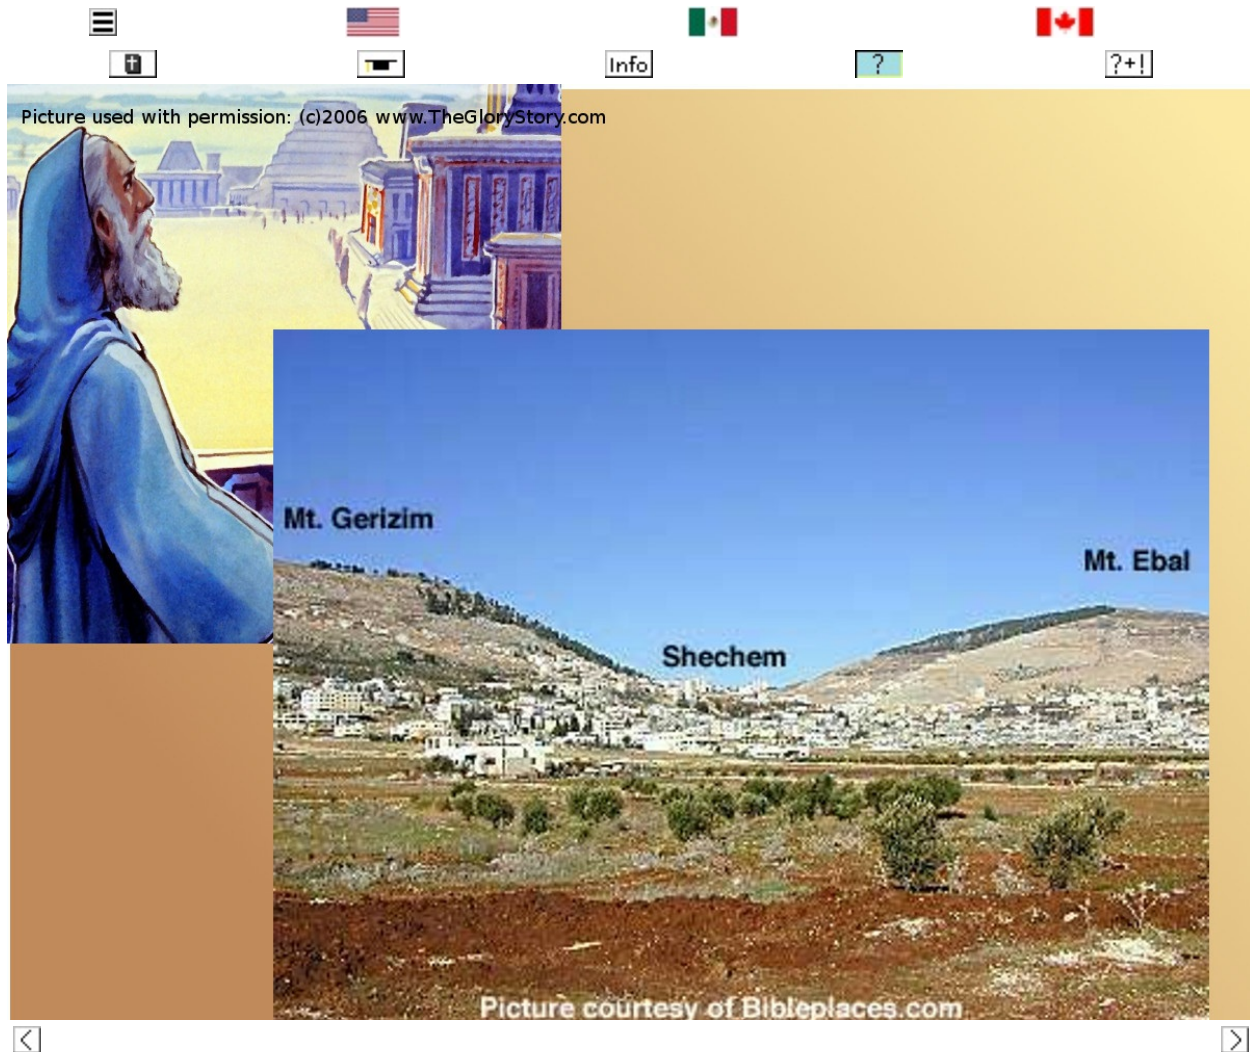 Info
?
?+!
Picture used with permission: (c)2006 www.TheGloryStory.com
Mt. Gerizim
Mt. Ebal
Shechem
Picture courtesy of Bibleplaces.com